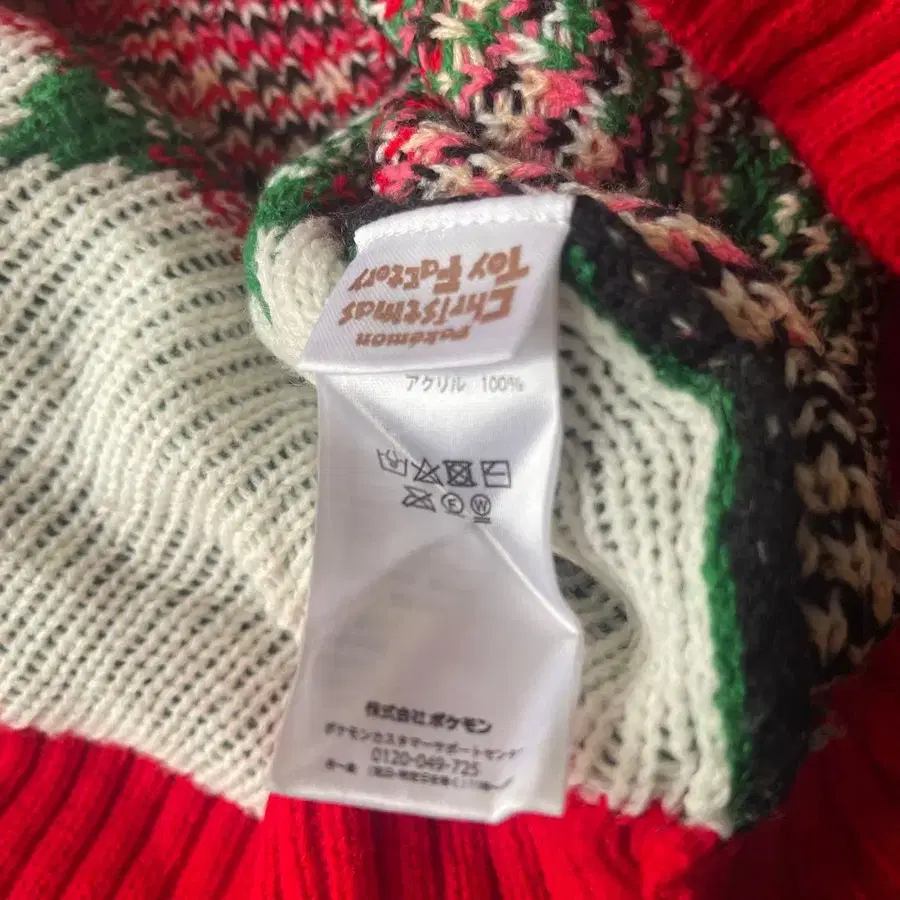 Pokémon
Christmas
Toy Factory
アクリル 100%
W
F
株式会社 ポケモン
ポケモンカスタマーサポートセンター
0120-049-725